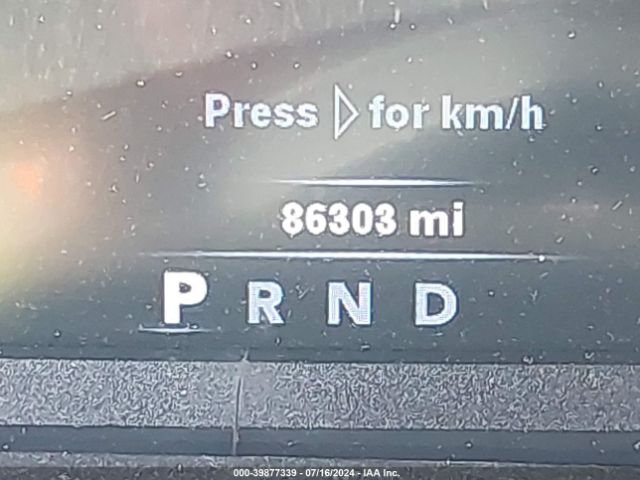 Press ▷ for km/h
86303 mi
P R N D
000-39877339 - 07/16/2024 - IAA Inc.